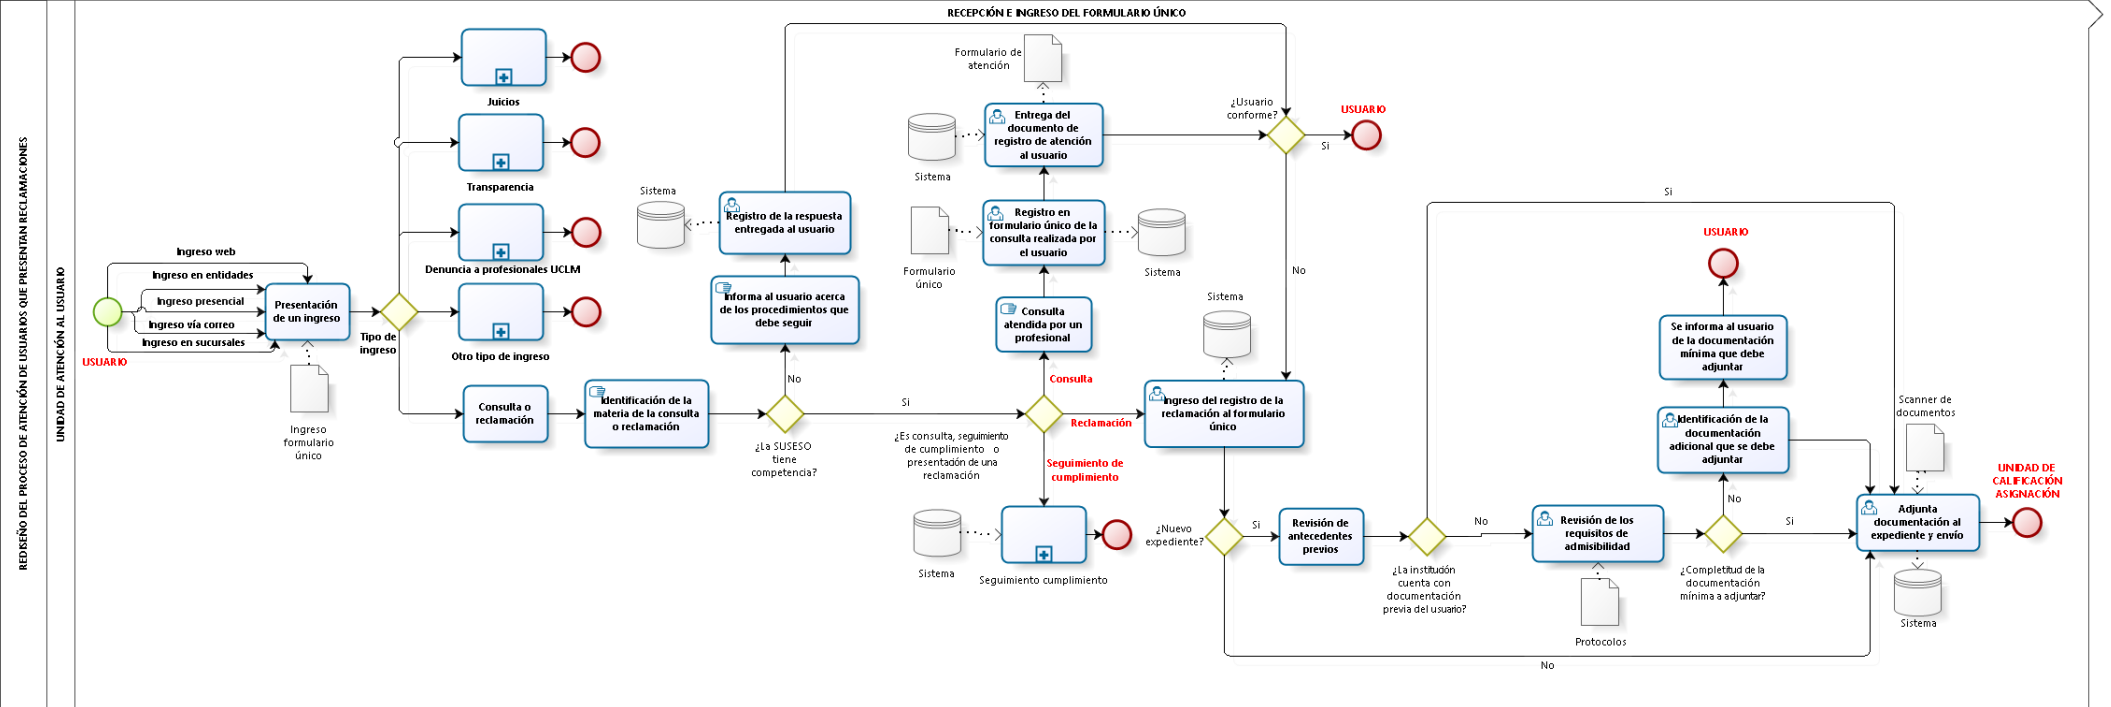 REDISEÑO DEL PROCESO DE ATENCIÓN DE USUARIOS QUE PRESENTAN RECLAMACIONES
UNIDAD DE ATENCIÓN AL USUARIO
RECEPCIÓN E INGRESO DEL FORMULARIO ÚNICO
USUARIO
Ingreso web
Ingreso en entidades
Ingreso presencial
Ingreso vía correo
Ingreso en sucursales
Presentación
de un ingreso
Ingreso
formulario
único
Tipo de
ingreso
Juicios
Transparencia
Denuncia a profesionales UCLM
Otro tipo de ingreso
Consulta o
reclamación
Identificación de la
materia de la consulta
o reclamación
¿La SUSESO
tiene
competencia?
No
Informa al usuario acerca
de los procedimientos que
debe seguir
Registro de la respuesta
entregada al usuario
Sistema
Si
¿Es consulta, seguimiento
de cumplimiento o
presentación de una
reclamación
Consulta
Reclamación
Seguimiento de
cumplimiento
Consulta
atendida por un
profesional
Registro en
formulario único de la
consulta realizada por
el usuario
Formulario
único
Sistema
Entrega del
documento de
registro de atención
al usuario
Sistema
Formulario de
atención
¿Usuario
conforme?
Si
USUARIO
No
Sistema
Seguimiento cumplimiento
Sistema
Ingreso del registro de la
reclamación al formulario
único
¿Nuevo
expediente?
Si
No
Revisión de
antecedentes
previos
¿La institución
cuenta con
documentación
previa del usuario?
Si
No
Revisión de los
requisitos de
admisibilidad
Protocolos
¿Completitud de la
documentación
mínima a adjuntar?
No
Si
Identificación de la
documentación
adicional que se debe
adjuntar
Se informa al usuario
de la documentación
mínima que debe
adjuntar
USUARIO
Scanner de
documentos
Adjunta
documentación al
expediente y envío
Sistema
UNIDAD DE
CALIFICACIÓN
ASIGNACIÓN